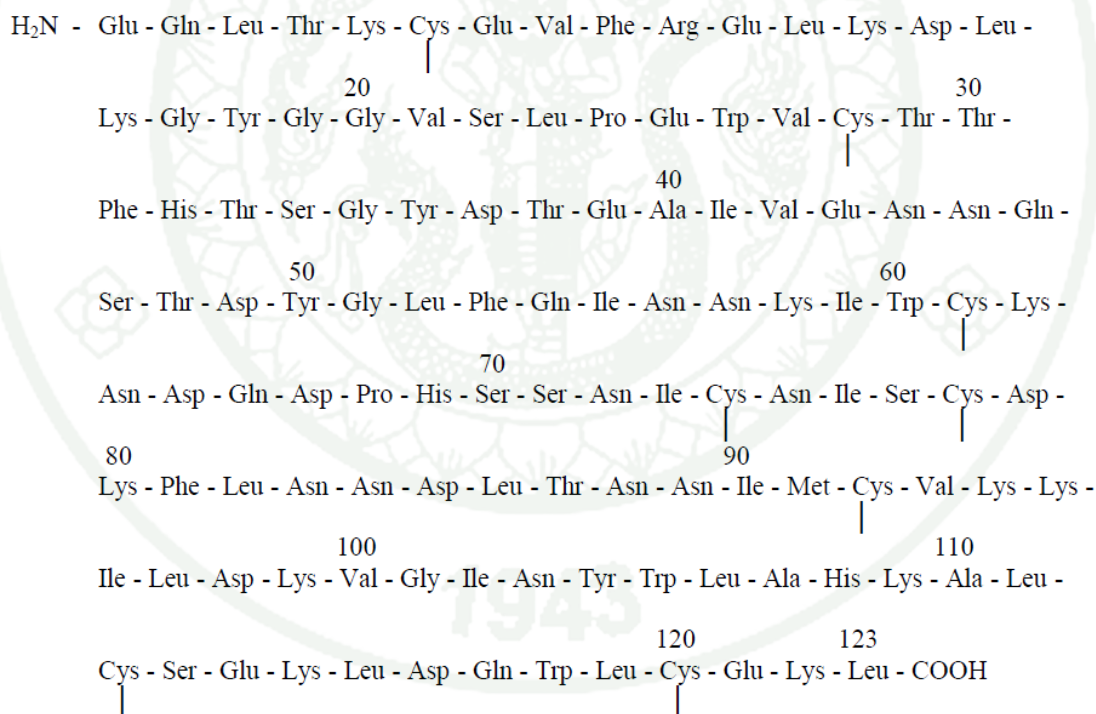 H₂N - Glu - Gln - Leu - Thr - Lys - Cys - Glu - Val - Phe - Arg - Glu - Leu - Lys - Asp - Leu -
20 30
Lys - Gly - Tyr - Gly - Gly - Val - Ser - Leu - Pro - Glu - Trp - Val - Cys - Thr - Thr -
40
Phe - His - Thr - Ser - Gly - Tyr - Asp - Thr - Glu - Ala - Ile - Val - Glu - Asn - Asn - Gln -
50 60
Ser - Thr - Asp - Tyr - Gly - Leu - Phe - Gln - Ile - Asn - Asn - Lys - Ile - Trp - Cys - Lys -
70
Asn - Asp - Gln - Asp - Pro - His - Ser - Ser - Asn - Ile - Cys - Asn - Ile - Ser - Cys - Asp -
80 90
Lys - Phe - Leu - Asn - Asn - Asp - Leu - Thr - Asn - Asn - Ile - Met - Cys - Val - Lys - Lys -
100 110
Ile - Leu - Asp - Lys - Val - Gly - Ile - Asn - Tyr - Trp - Leu - Ala - His - Lys - Ala - Leu -
1943
120 123
Cys - Ser - Glu - Lys - Leu - Asp - Gln - Trp - Leu - Cys - Glu - Lys - Leu - COOH